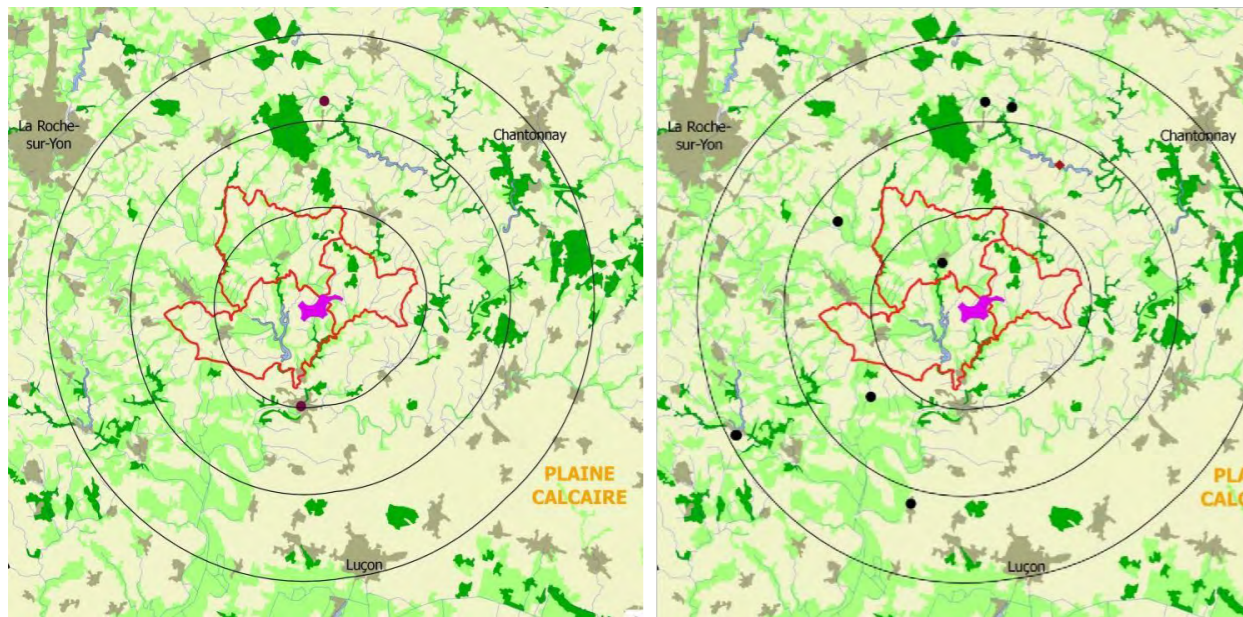 La Roche-
sur-Yon
Chantonnay
PLAINE
CALCAIRE
Luçon
La Roche-
sur-Yon
Chantonnay
PLA
CALC
Luçon